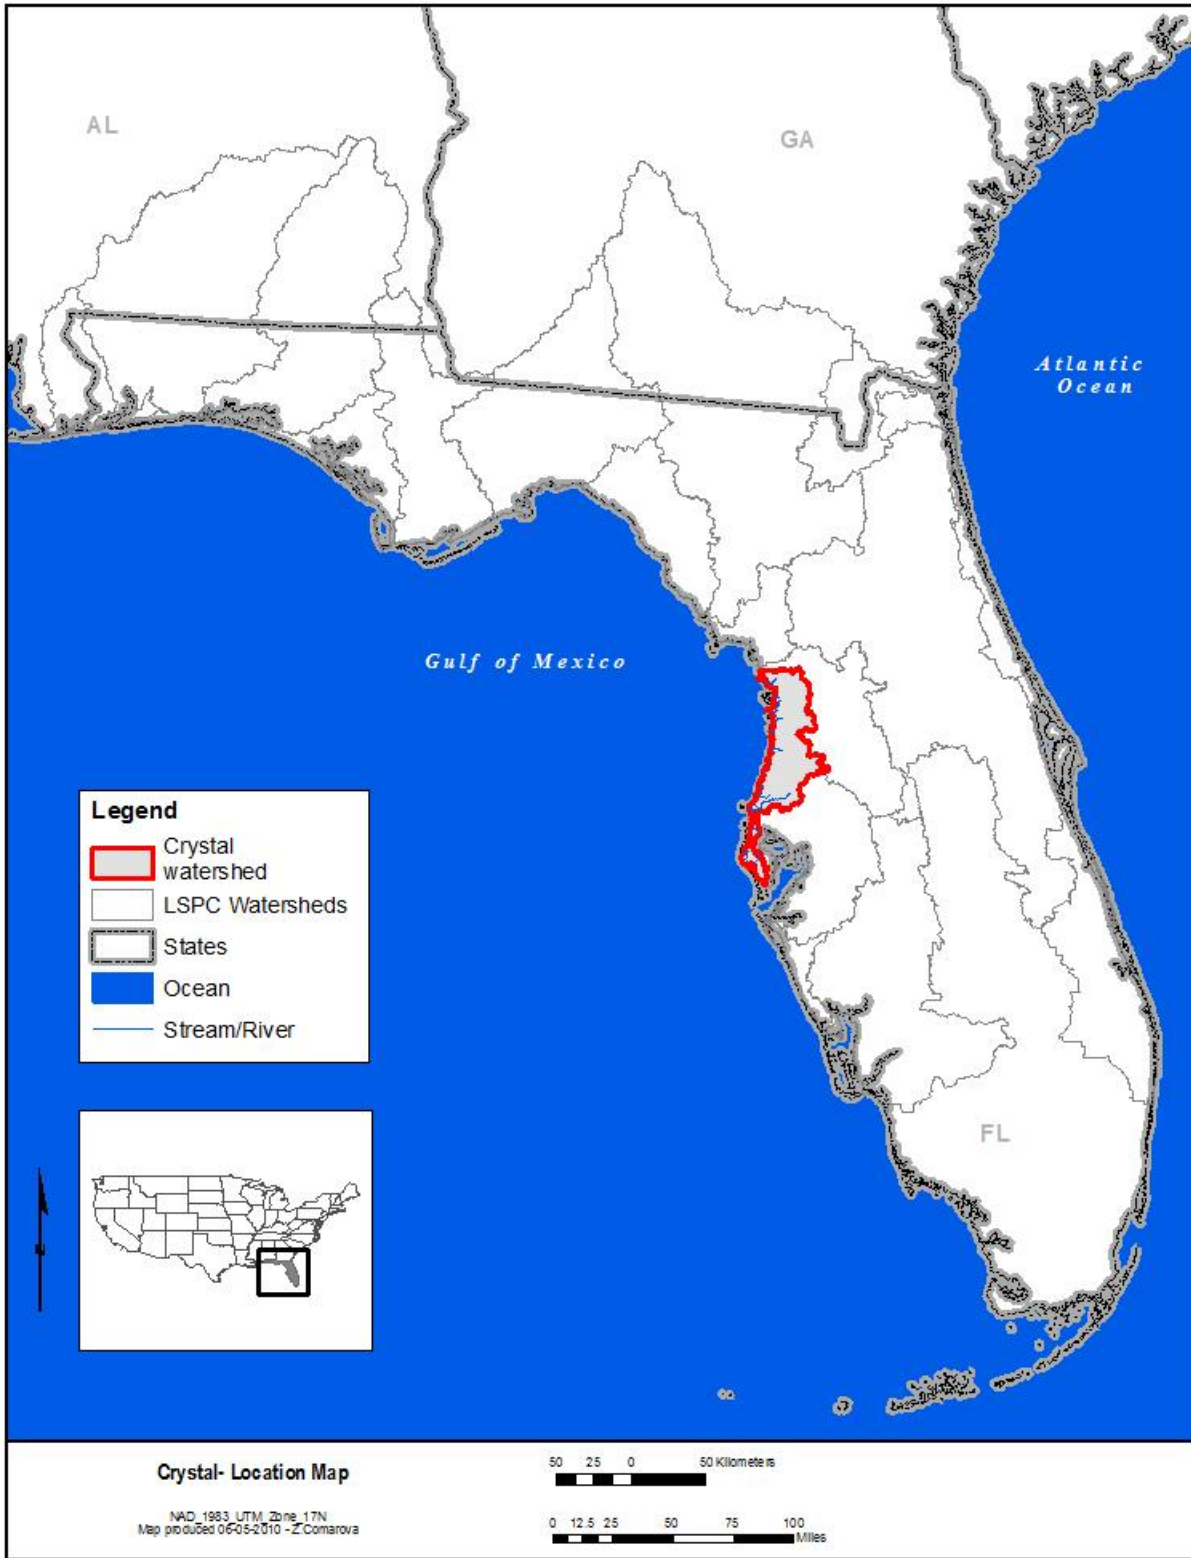 AL
GA
Atlantic
Ocean
Gulf of Mexico
Legend
Crystal
watershed
LSPC Watersheds
States
Ocean
Stream/River
FL
Crystal- Location Map
NAD_1983_UTM_Zone_17N
Map produced 06-05-2010 - Z.Comarova
50 25 0 50 Kilometers
0 12.5 25 50 75 100
Miles